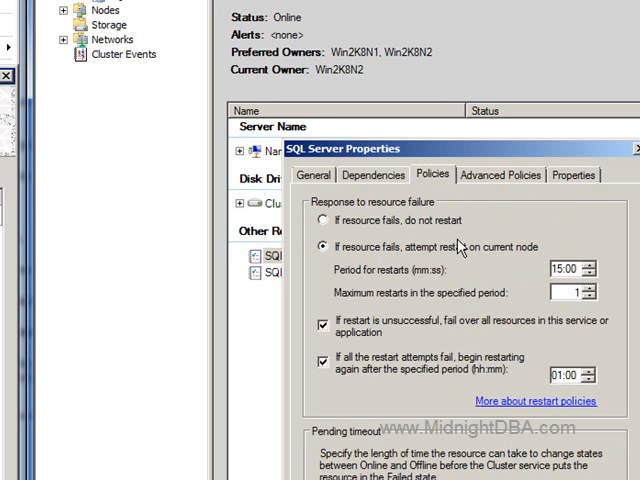 Nodes
Storage
Networks
Cluster Events
Status: Online
Alerts: <none>
Preferred Owners: Win2K8N1, Win2K8N2
Current Owner: Win2K8N2
Name Status
Server Name
Nar
Disk Dri
Clu
Other Re
SQL
SQ
SQL Server Properties
General Dependencies Policies Advanced Policies Properties
Response to resource failure
If resource fails, do not restart
If resource fails, attempt restart on current node
Period for restarts (mm:ss): 15:00
Maximum restarts in the specified period: 1
If restart is unsuccessful, fail over all resources in this service or
application
If all the restart attempts fail, begin restarting
again after the specified period (hh:mm): 01:00
More about restart policies
www.MidnightDBA.com
Pending timeout
Specify the length of time the resource can take to change states
between Online and Offline before the Cluster service puts the
resource in the Failed state.